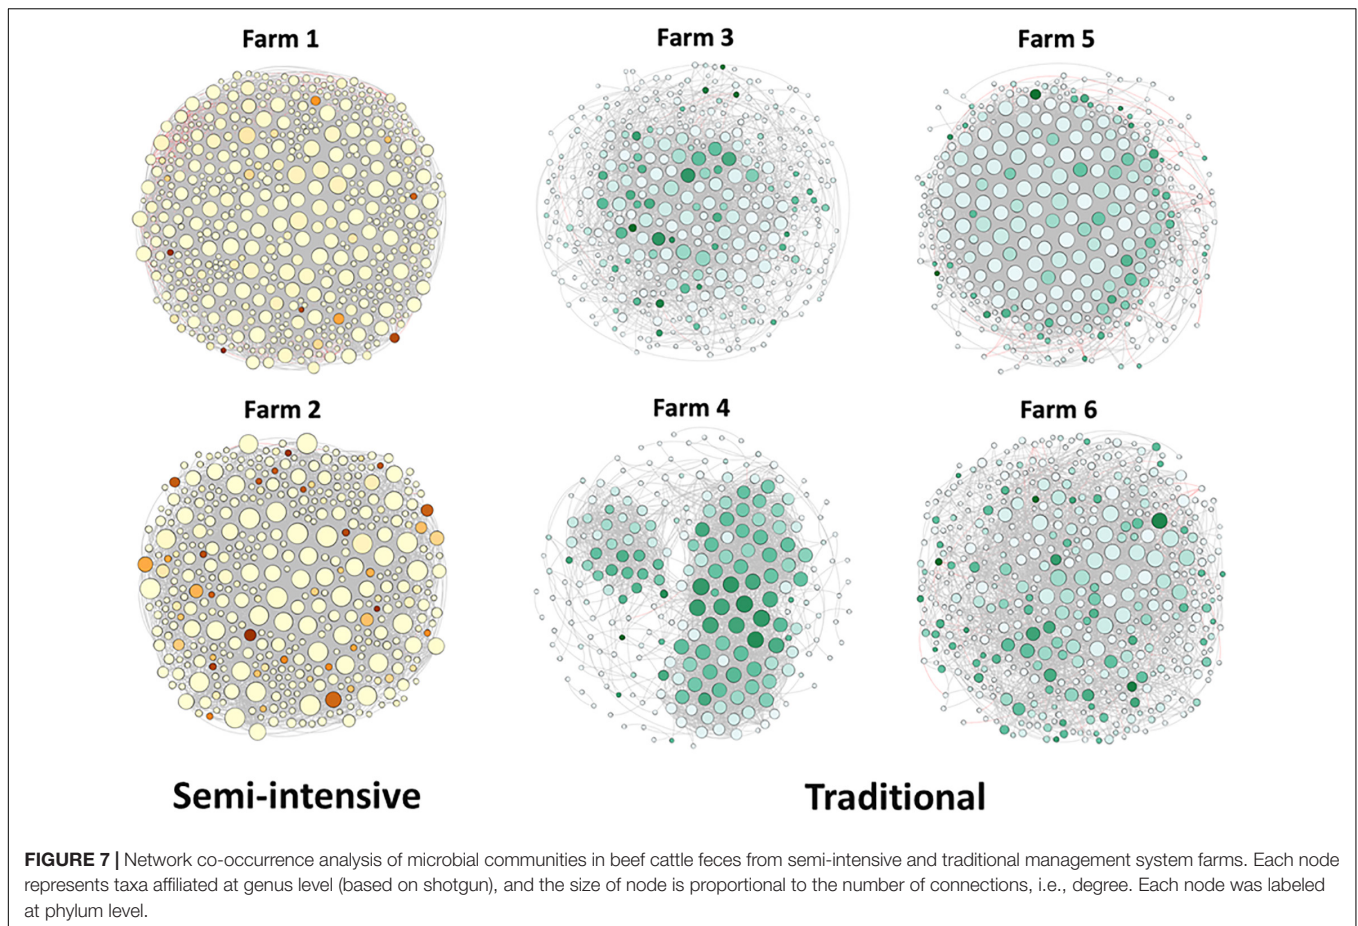 Farm 1
Farm 3
Farm 5
Farm 2
Farm 4
Farm 6
Semi-intensive
Traditional
FIGURE 7 | Network co-occurrence analysis of microbial communities in beef cattle feces from semi-intensive and traditional management system farms. Each node
represents taxa affiliated at genus level (based on shotgun), and the size of node is proportional to the number of connections, i.e., degree. Each node was labeled
at phylum level.